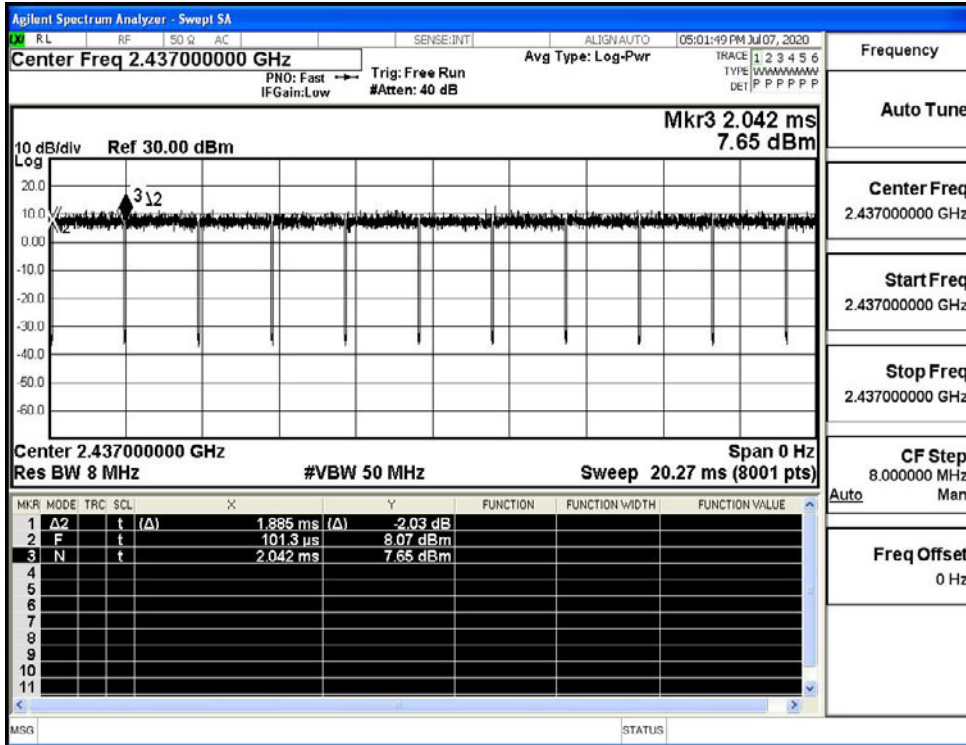 Agilent Spectrum Analyzer - Swept SA
RL RF 50 Ω AC SENSE:INT ALIGNAUTO 05:01:49 PM Jul 07, 2020
Center Freq 2.437000000 GHz
PNO: Fast
IFGain:Low
Trig: Free Run
#Atten: 40 dB
Avg Type: Log-Pwr
TRACE 1 2 3 4 5 6
TYPE WWWWWWW
DET P P P P P P
Mkr3 2.042 ms
7.65 dBm
10 dB/div Ref 30.00 dBm
Log
20.0
10.0
0.00
-10.0
-20.0
-30.0
-40.0
-50.0
-60.0
3 Δ2
2
Center 2.437000000 GHz Span 0 Hz
Res BW 8 MHz #VBW 50 MHz Sweep 20.27 ms (8001 pts)
MKR MODE TRC SCL X Y FUNCTION FUNCTION WIDTH FUNCTION VALUE
1 Δ2 t (Δ) 1.885 ms (Δ) -2.03 dB
2 F t 101.3 μs 8.07 dBm
3 N t 2.042 ms 7.65 dBm
4
5
6
7
8
9
10
11
MSG STATUS
Frequency
Auto Tune
Center Freq
2.437000000 GHz
Start Freq
2.437000000 GHz
Stop Freq
2.437000000 GHz
CF Step
8.000000 MHz
Auto Man
Freq Offset
0 Hz